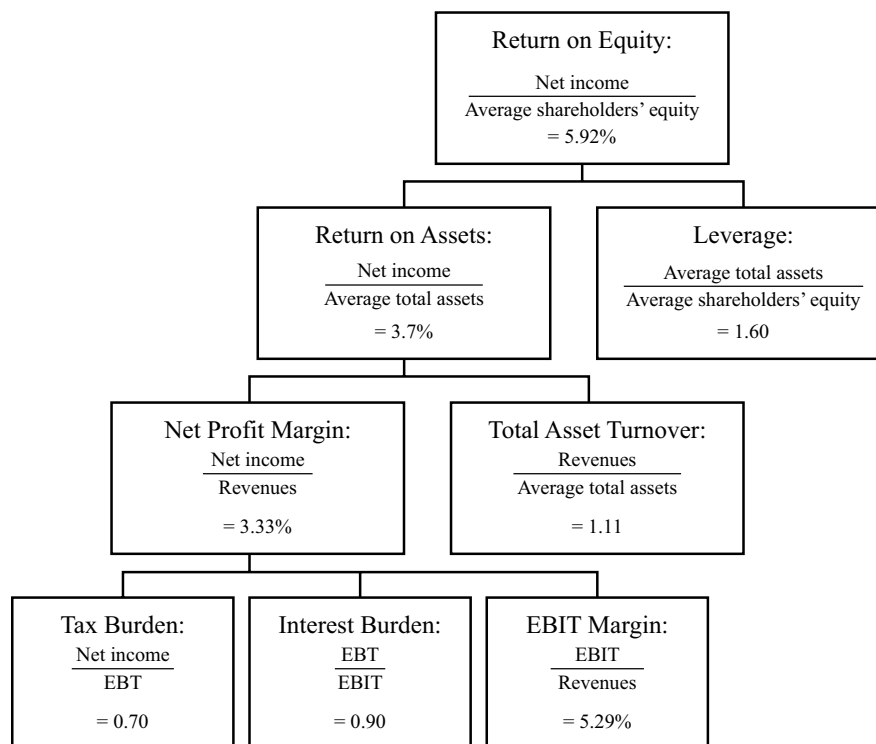 Return on Equity:
Net income
Average shareholders’ equity
= 5.92%
Return on Assets:
Net income
Average total assets
= 3.7%
Leverage:
Average total assets
Average shareholders’ equity
= 1.60
Net Profit Margin:
Net income
Revenues
= 3.33%
Total Asset Turnover:
Revenues
Average total assets
= 1.11
Tax Burden:
Net income
EBT
= 0.70
Interest Burden:
EBT
EBIT
= 0.90
EBIT Margin:
EBIT
Revenues
= 5.29%